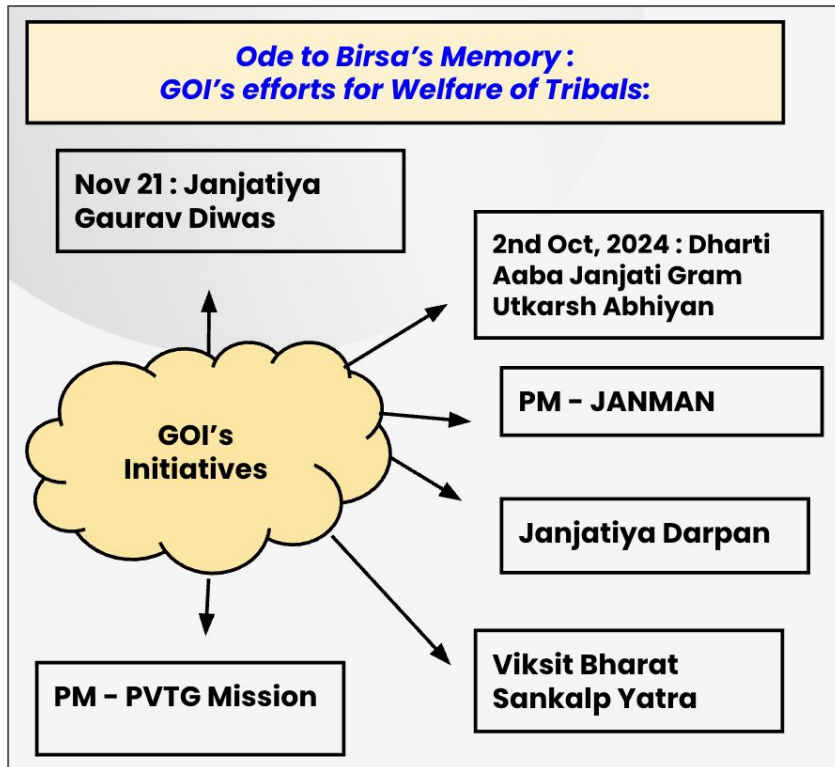 Ode to Birsa’s Memory :
GOI’s efforts for Welfare of Tribals:
Nov 21 : Janjatiya
Gaurav Diwas
2nd Oct, 2024 : Dharti
Aaba Janjati Gram
Utkarsh Abhiyan
PM - JANMAN
GOI’s
Initiatives
Janjatiya Darpan
Viksit Bharat
Sankalp Yatra
PM - PVTG Mission